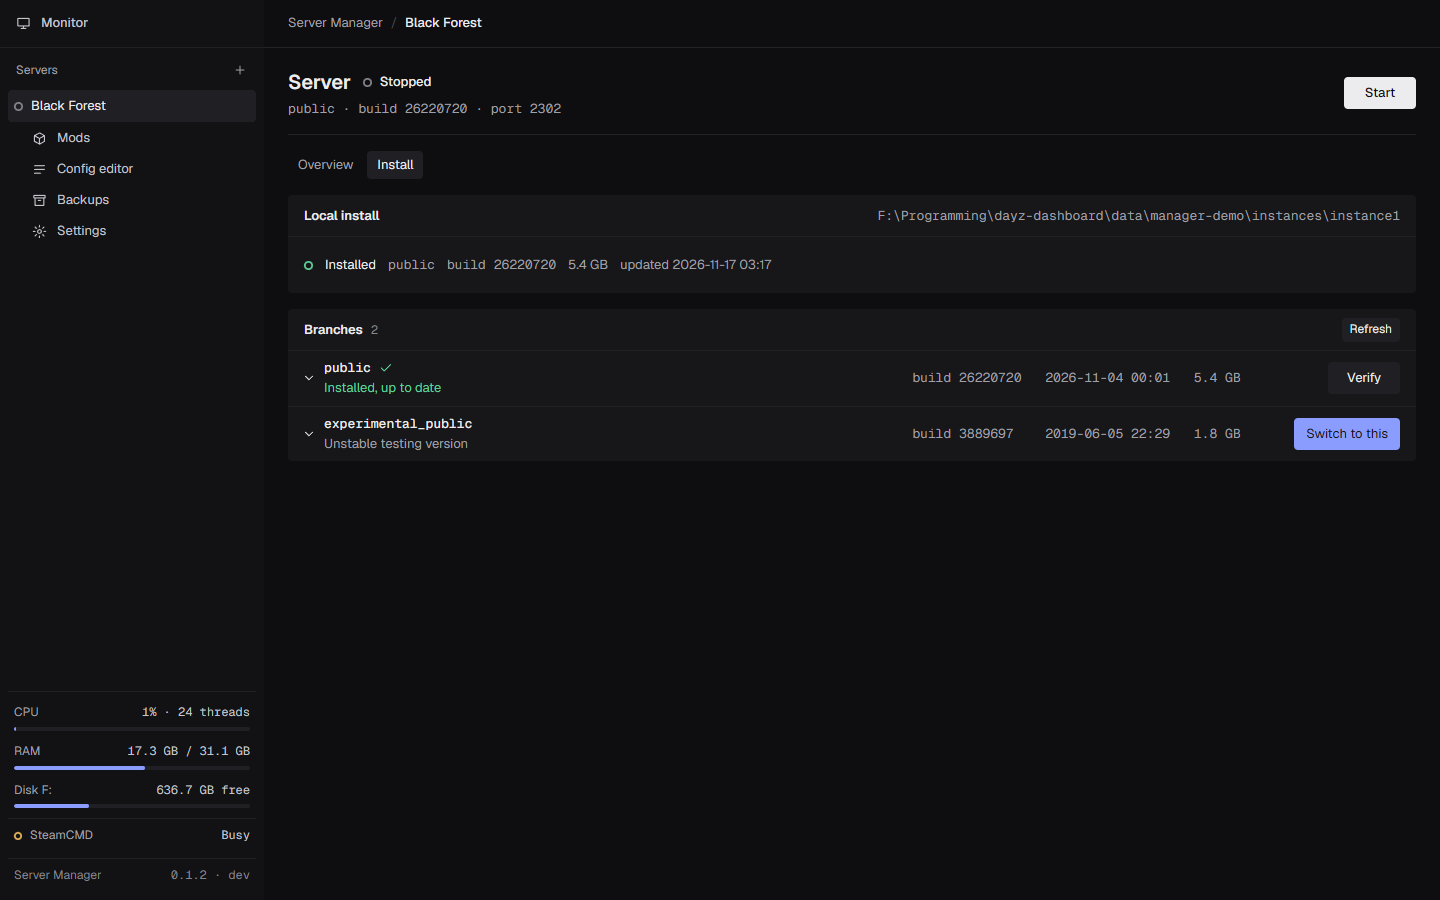 Monitor
Server Manager / Black Forest
Servers
Black Forest
Mods
Config editor
Backups
Settings
Server Stopped
public · build 26220720 · port 2302
Start
Overview Install
Local install F:\Programming\dayz-dashboard\data\manager-demo\instances\instance1
Installed public build 26220720 5.4 GB updated 2026-11-17 03:17
Branches 2 Refresh
public
Installed, up to date
build 26220720 2026-11-04 00:01 5.4 GB Verify
experimental_public
Unstable testing version
build 3889697 2019-06-05 22:29 1.8 GB Switch to this
CPU 1% · 24 threads
RAM 17.3 GB / 31.1 GB
Disk F: 636.7 GB free
SteamCMD Busy
Server Manager 0.1.2 · dev